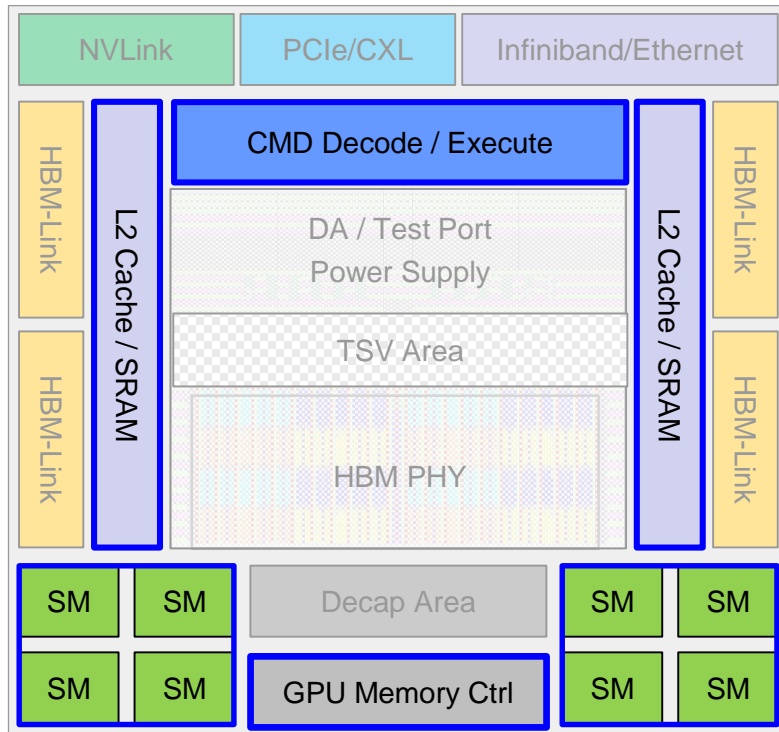 NVLink
PCIe/CXL
Infiniband/Ethernet
HBM-Link
L2 Cache / SRAM
CMD Decode / Execute
L2 Cache / SRAM
HBM-Link
DA / Test Port
Power Supply
TSV Area
HBM-Link
HBM PHY
HBM-Link
SM
SM
Decap Area
SM
SM
SM
SM
GPU Memory Ctrl
SM
SM